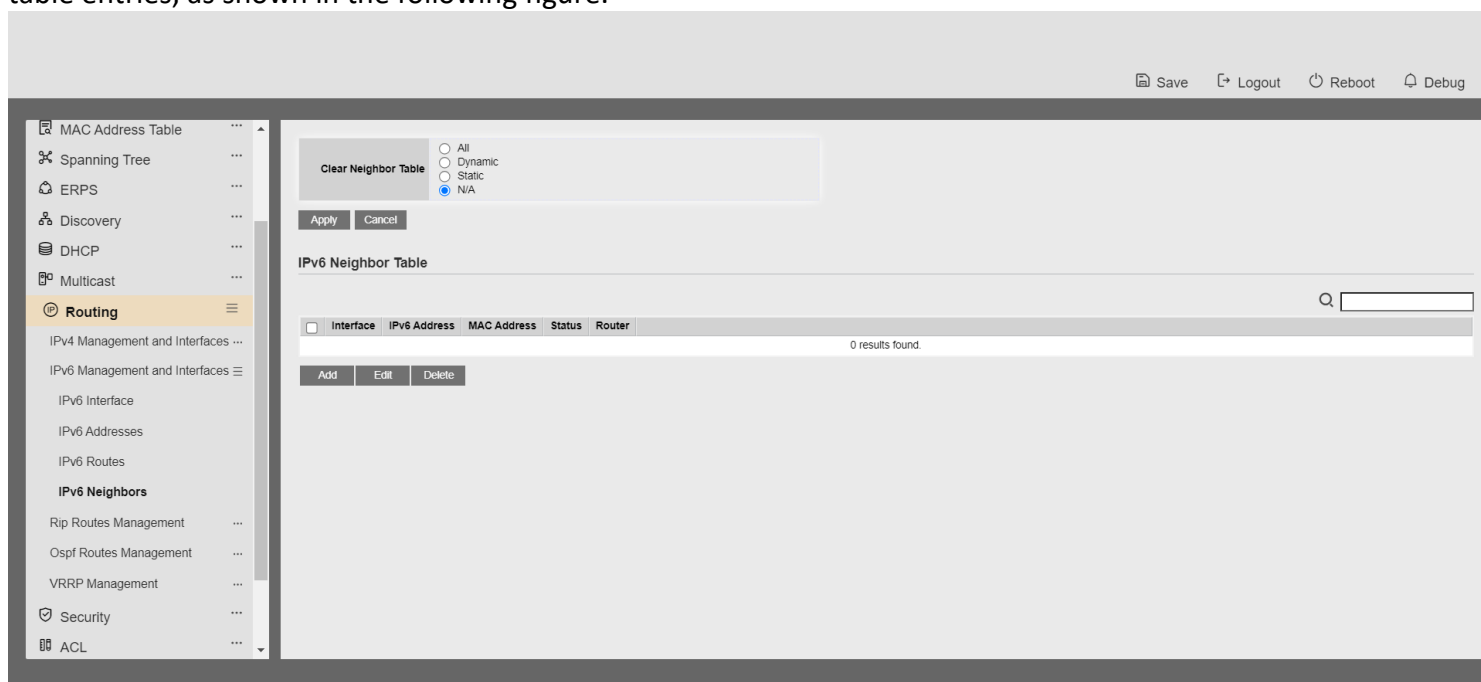 table entries, as shown in the following figure.
Save Logout Reboot Debug
MAC Address Table
Spanning Tree
ERPS
Discovery
DHCP
Multicast
Routing
IPv4 Management and Interfaces
IPv6 Management and Interfaces
IPv6 Interface
IPv6 Addresses
IPv6 Routes
IPv6 Neighbors
Rip Routes Management
Ospf Routes Management
VRRP Management
Security
ACL
Clear Neighbor Table
All
Dynamic
Static
N/A
Apply Cancel
IPv6 Neighbor Table
Interface IPv6 Address MAC Address Status Router
0 results found.
Add Edit Delete